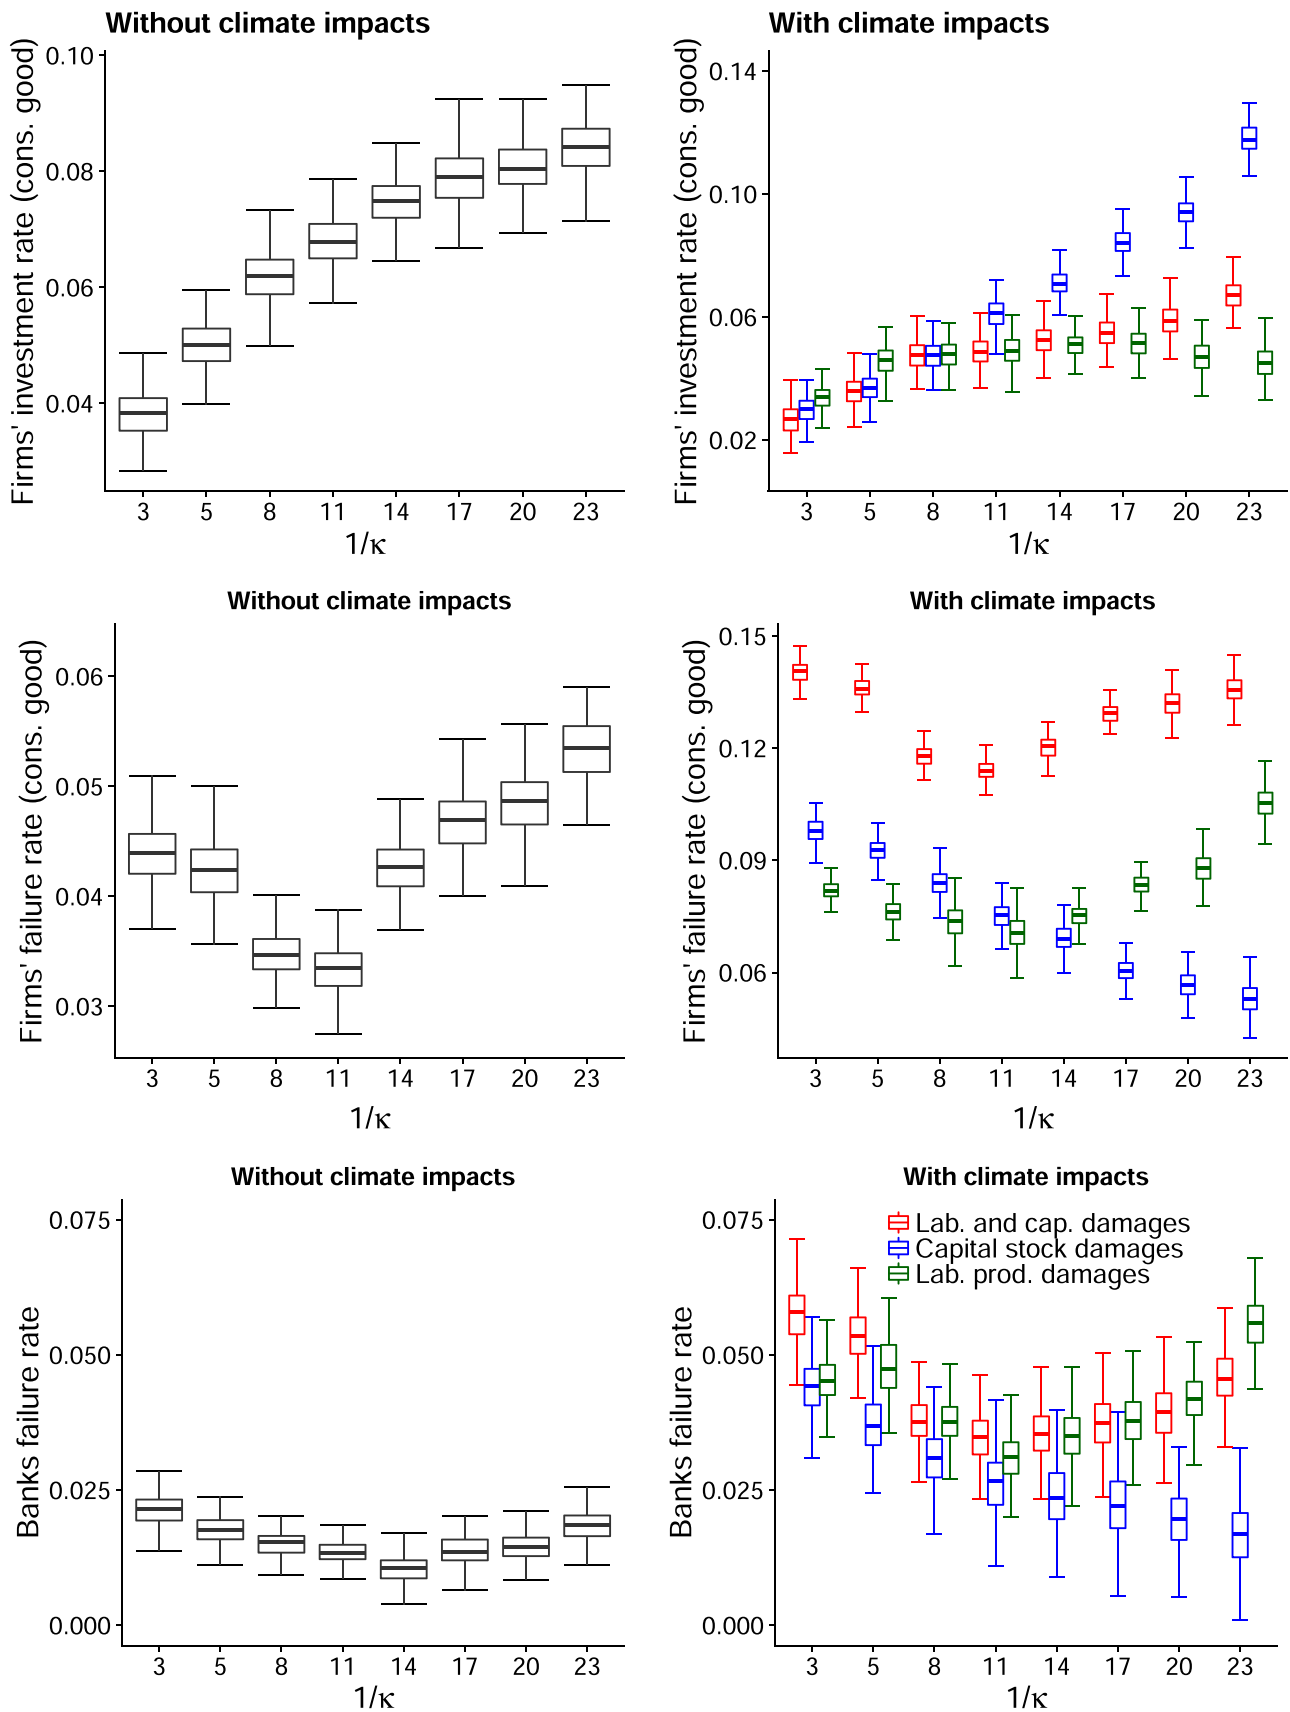 Without climate impacts
Firms' investment rate (cons. good)
0.10
0.08
0.06
0.04
3 5 8 11 14 17 20 23
1/κ
With climate impacts
Firms' investment rate (cons. good)
0.14
0.10
0.06
0.02
3 5 8 11 14 17 20 23
1/κ
Without climate impacts
Firms' failure rate (cons. good)
0.06
0.05
0.04
0.03
3 5 8 11 14 17 20 23
1/κ
With climate impacts
Firms' failure rate (cons. good)
0.15
0.12
0.09
0.06
3 5 8 11 14 17 20 23
1/κ
Without climate impacts
Banks failure rate
0.075
0.050
0.025
0.000
3 5 8 11 14 17 20 23
1/κ
With climate impacts
Banks failure rate
0.075
0.050
0.025
0.000
Lab. and cap. damages
Capital stock damages
Lab. prod. damages
3 5 8 11 14 17 20 23
1/κ